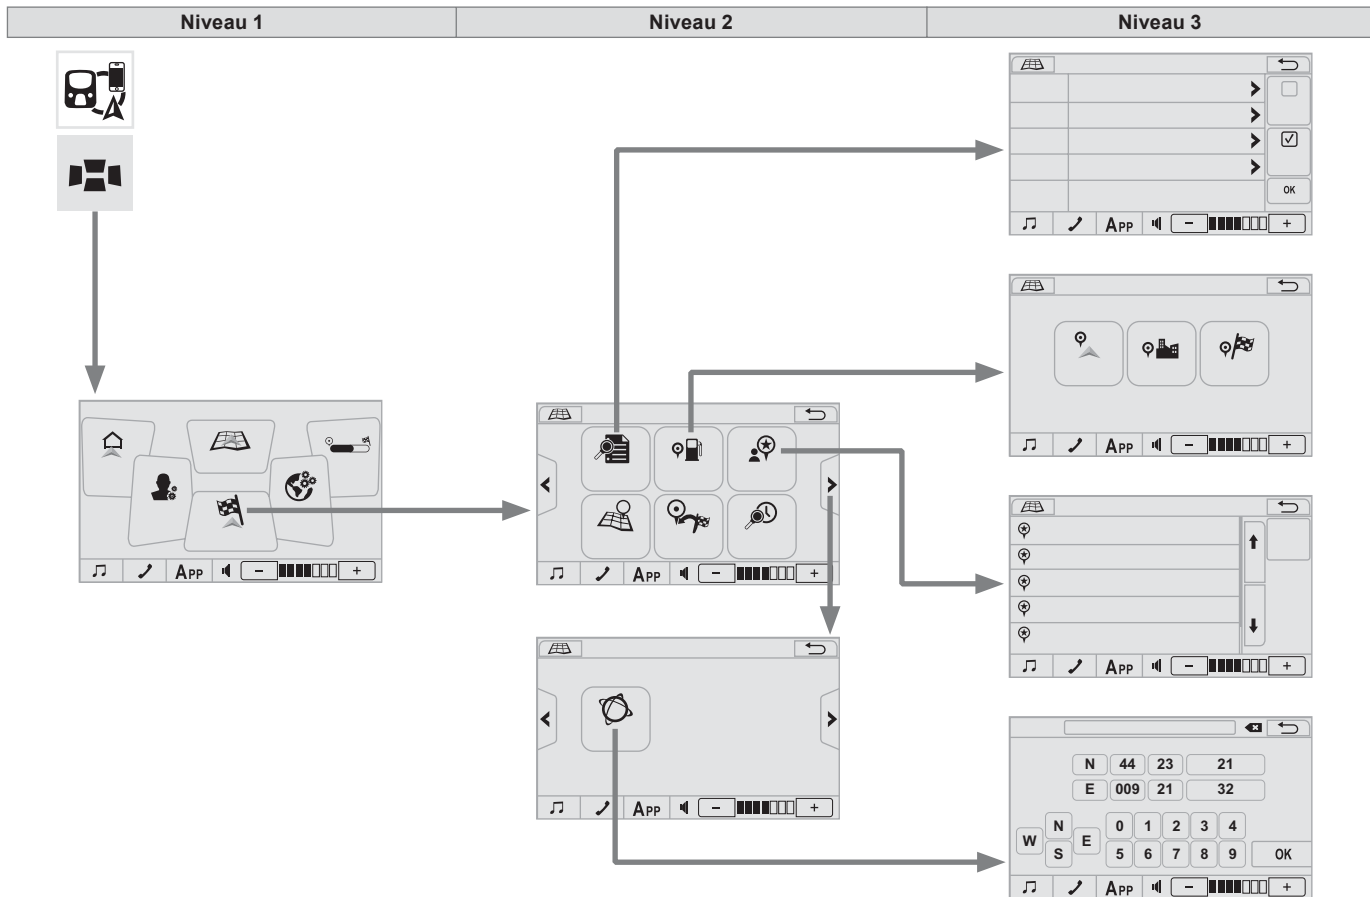 Niveau 1 Niveau 2 Niveau 3
OK
APP - +
APP - +
APP - +
APP - +
APP - +
N 44 23 21
E 009 21 32
APP - +
W N S E 0 1 2 3 4
5 6 7 8 9 OK
APP - +